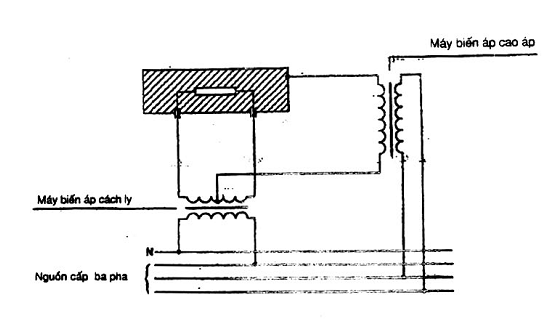 Máy biến áp cao áp
Máy biến áp cách ly
N
Nguồn cấp ba pha